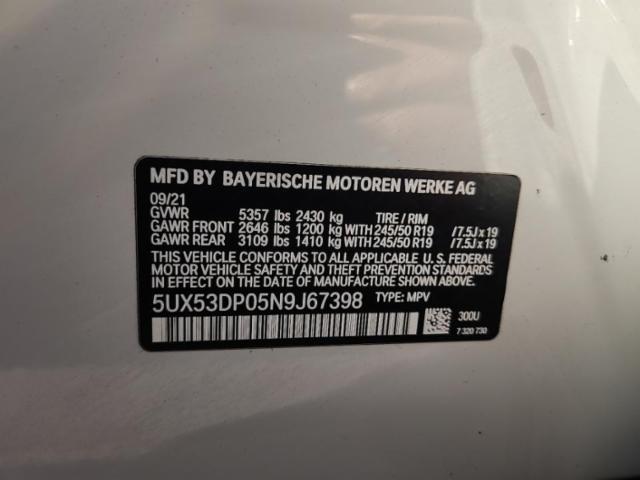 MFD BY BAYERISCHE MOTOREN WERKE AG
09/21
GVWR 5357 lbs 2430 kg TIRE / RIM
GAWR FRONT 2646 lbs 1200 kg WITH 245/50 R19 /7.5J x 19
GAWR REAR 3109 lbs 1410 kg WITH 245/50 R19 /7.5J x 19
THIS VEHICLE CONFORMS TO ALL APPLICABLE U. S. FEDERAL
MOTOR VEHICLE SAFETY, BUMPER, AND THEFT PREVENTION
STANDARDS IN EFFECT ON THE DATE OF MANUFACTURE SHOWN ABOVE.
5UX53DP05N9J67398 TYPE: MPV
300U
7 320 730